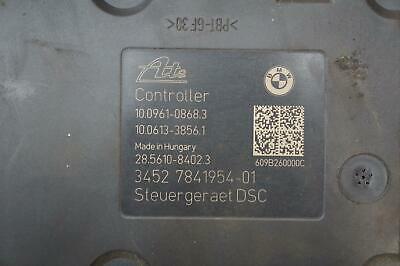 >PBT-GF30<
Ate
BMW
Controller
10.0961-0868.3
10.0613-3856.1
Made in Hungary
28.5610-8402.3
609B260000C
3452 7841954-01
Steuergeraet DSC